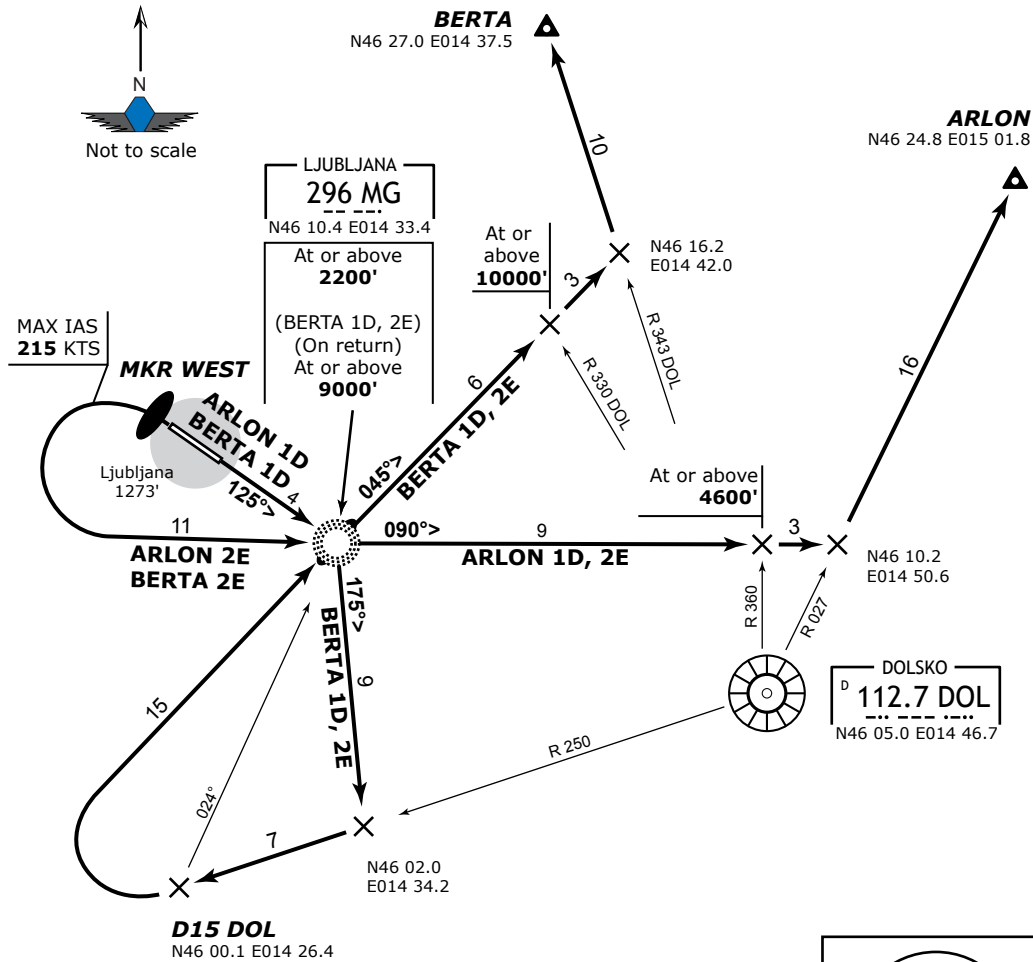 BERTA
N46 27.0 E014 37.5
N
Not to scale
ARLON
N46 24.8 E015 01.8
LJUBLJANA
296 MG
N46 10.4 E014 33.4
At or above
2200'
(BERTA 1D, 2E)
(On return)
At or above
9000'
10
At or
above
10000'
3
N46 16.2
E014 42.0
MAX IAS
215 KTS
MKR WEST
ARLON 1D
BERTA 1D
125°>
4
Ljubljana
1273'
6
045°>
BERTA 1D, 2E
R 330 DOL
R 343 DOL
16
At or above
4600'
11
ARLON 2E
BERTA 2E
090°>
9
ARLON 1D, 2E
3
N46 10.2
E014 50.6
R 360
R 027
175°>
BERTA 1D, 2E
9
DOLSKO
D 112.7 DOL
N46 05.0 E014 46.7
15
024°
R 250
7
N46 02.0
E014 34.2
D15 DOL
N46 00.1 E014 26.4